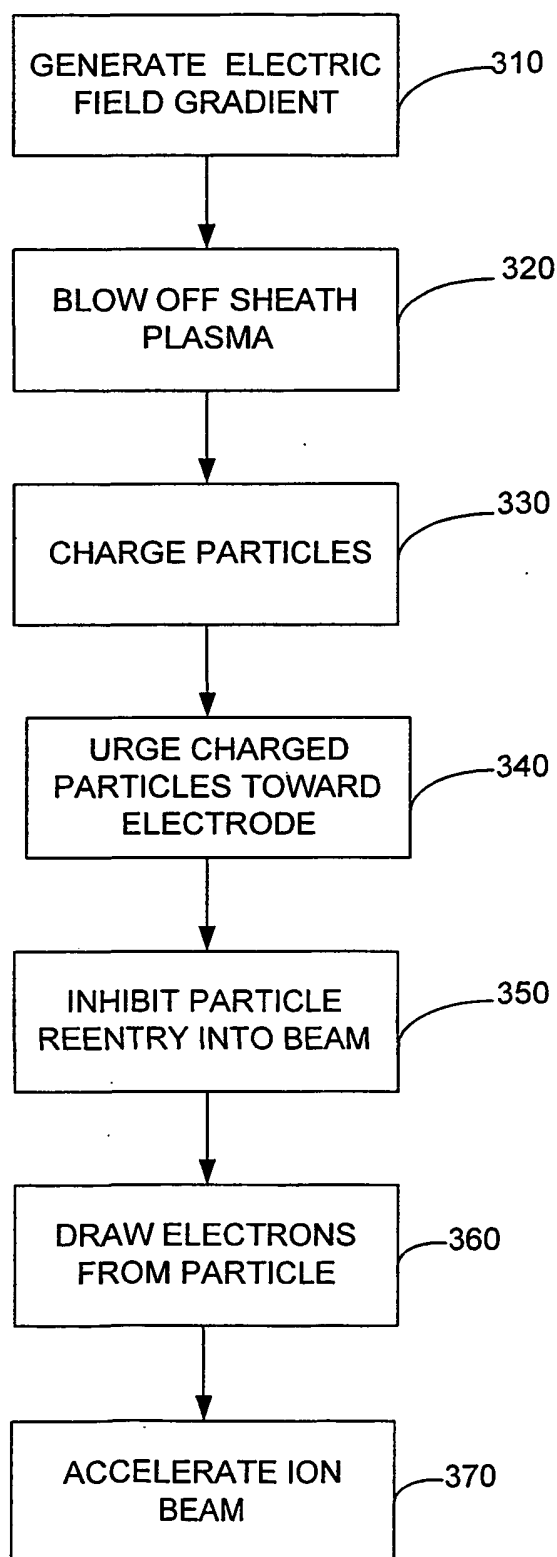 GENERATE ELECTRIC
FIELD GRADIENT
310
BLOW OFF SHEATH
PLASMA
320
CHARGE PARTICLES
330
URGE CHARGED
PARTICLES TOWARD
ELECTRODE
340
INHIBIT PARTICLE
REENTRY INTO BEAM
350
DRAW ELECTRONS
FROM PARTICLE
360
ACCELERATE ION
BEAM
370